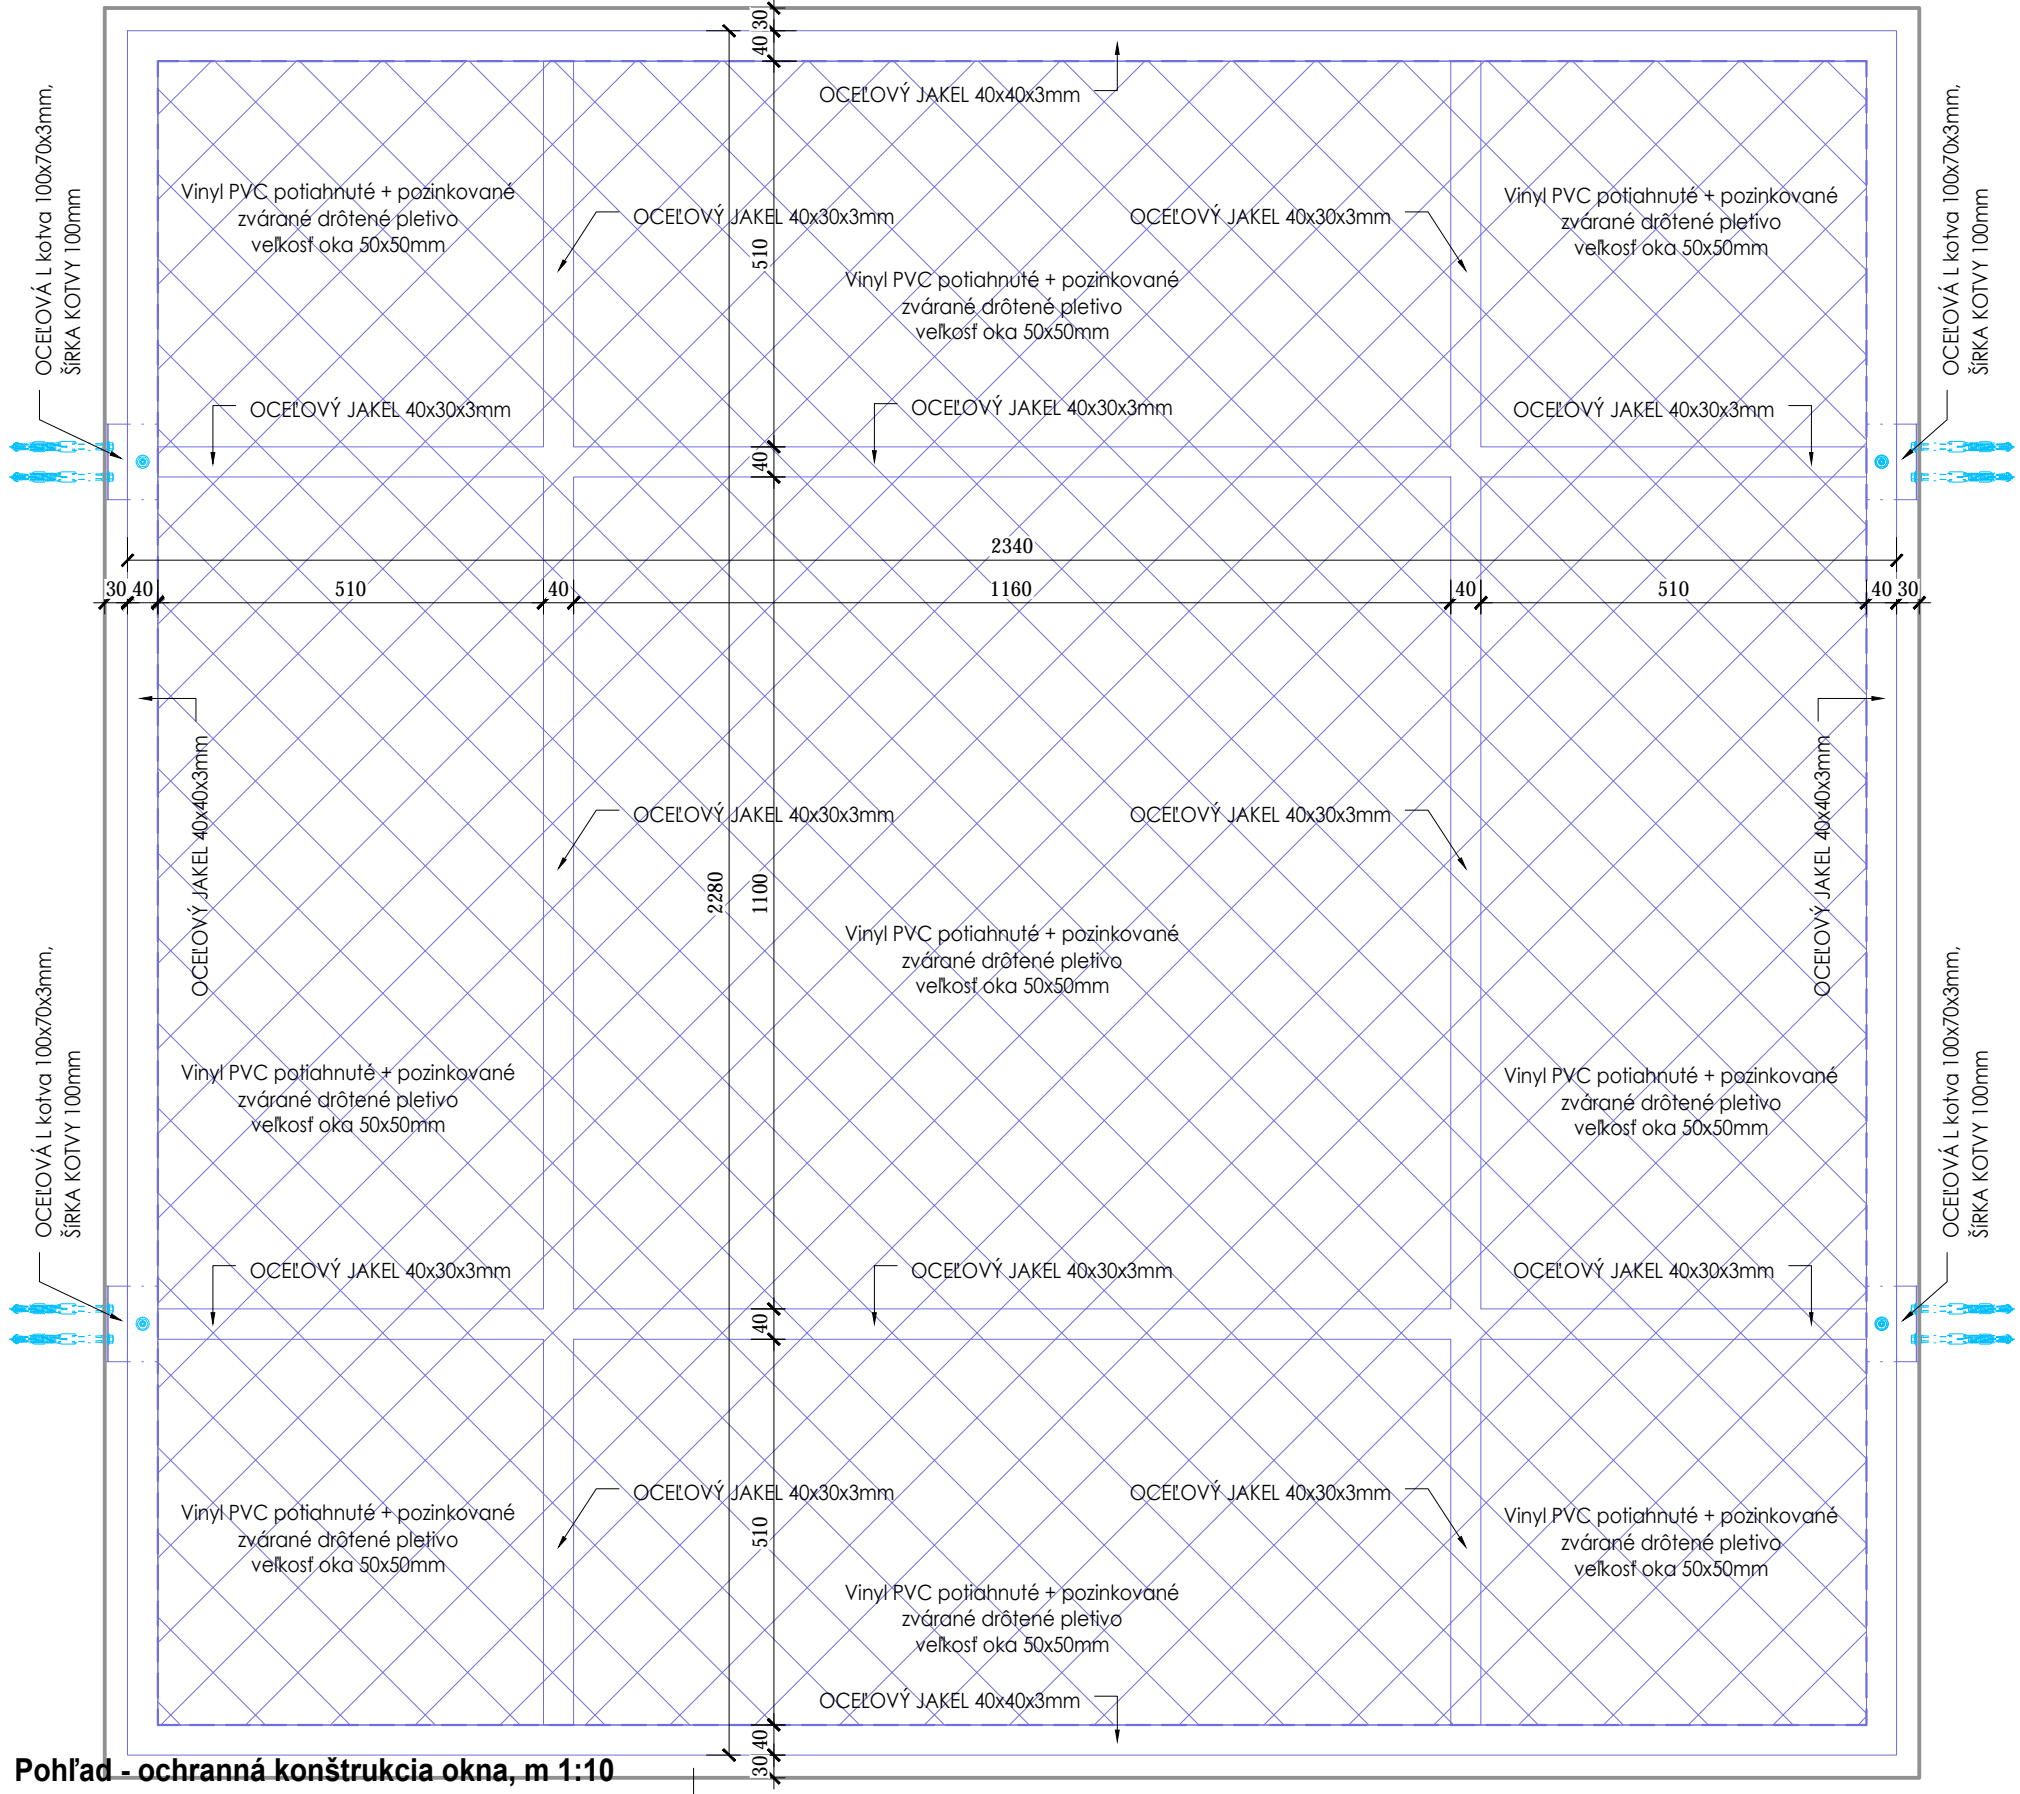 30
40
OCEĽOVÝ JAKEL 40x40x3mm
OCEĽOVÁ L kotva 100x70x3mm,
ŠÍRKA KOTVY 100mm
OCEĽOVÁ L kotva 100x70x3mm,
ŠÍRKA KOTVY 100mm
Vinyl PVC potiahnuté + pozinkované
zvárané drôtené pletivo
veľkosť oka 50x50mm
OCEĽOVÝ JAKEL 40x30x3mm
510
OCEĽOVÝ JAKEL 40x30x3mm
Vinyl PVC potiahnuté + pozinkované
zvárané drôtené pletivo
veľkosť oka 50x50mm
Vinyl PVC potiahnuté + pozinkované
zvárané drôtené pletivo
veľkosť oka 50x50mm
OCEĽOVÝ JAKEL 40x30x3mm
OCEĽOVÝ JAKEL 40x30x3mm
OCEĽOVÝ JAKEL 40x30x3mm
40
2340
30 40 510 40 1160 40 510 40 30
OCEĽOVÝ JAKEL 40x40x3mm
OCEĽOVÝ JAKEL 40x30x3mm
OCEĽOVÝ JAKEL 40x30x3mm
OCEĽOVÝ JAKEL 40x40x3mm
2280
1100
Vinyl PVC potiahnuté + pozinkované
zvárané drôtené pletivo
veľkosť oka 50x50mm
OCEĽOVÁ L kotva 100x70x3mm,
ŠÍRKA KOTVY 100mm
OCEĽOVÁ L kotva 100x70x3mm,
ŠÍRKA KOTVY 100mm
Vinyl PVC potiahnuté + pozinkované
zvárané drôtené pletivo
veľkosť oka 50x50mm
Vinyl PVC potiahnuté + pozinkované
zvárané drôtené pletivo
veľkosť oka 50x50mm
OCEĽOVÝ JAKEL 40x30x3mm
OCEĽOVÝ JAKEL 40x30x3mm
OCEĽOVÝ JAKEL 40x30x3mm
40
OCEĽOVÝ JAKEL 40x30x3mm
OCEĽOVÝ JAKEL 40x30x3mm
510
Vinyl PVC potiahnuté + pozinkované
zvárané drôtené pletivo
veľkosť oka 50x50mm
Vinyl PVC potiahnuté + pozinkované
zvárané drôtené pletivo
veľkosť oka 50x50mm
Vinyl PVC potiahnuté + pozinkované
zvárané drôtené pletivo
veľkosť oka 50x50mm
OCEĽOVÝ JAKEL 40x40x3mm
40
30
Pohľad - ochranná konštrukcia okna, m 1:10